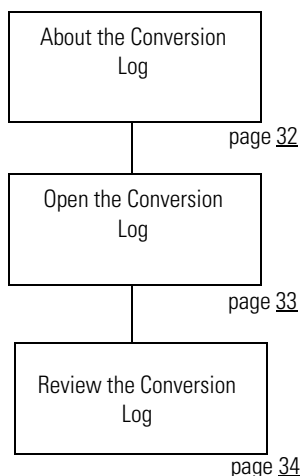 About the Conversion
Log
page 32
Open the Conversion
Log
page 33
Review the Conversion
Log
page 34